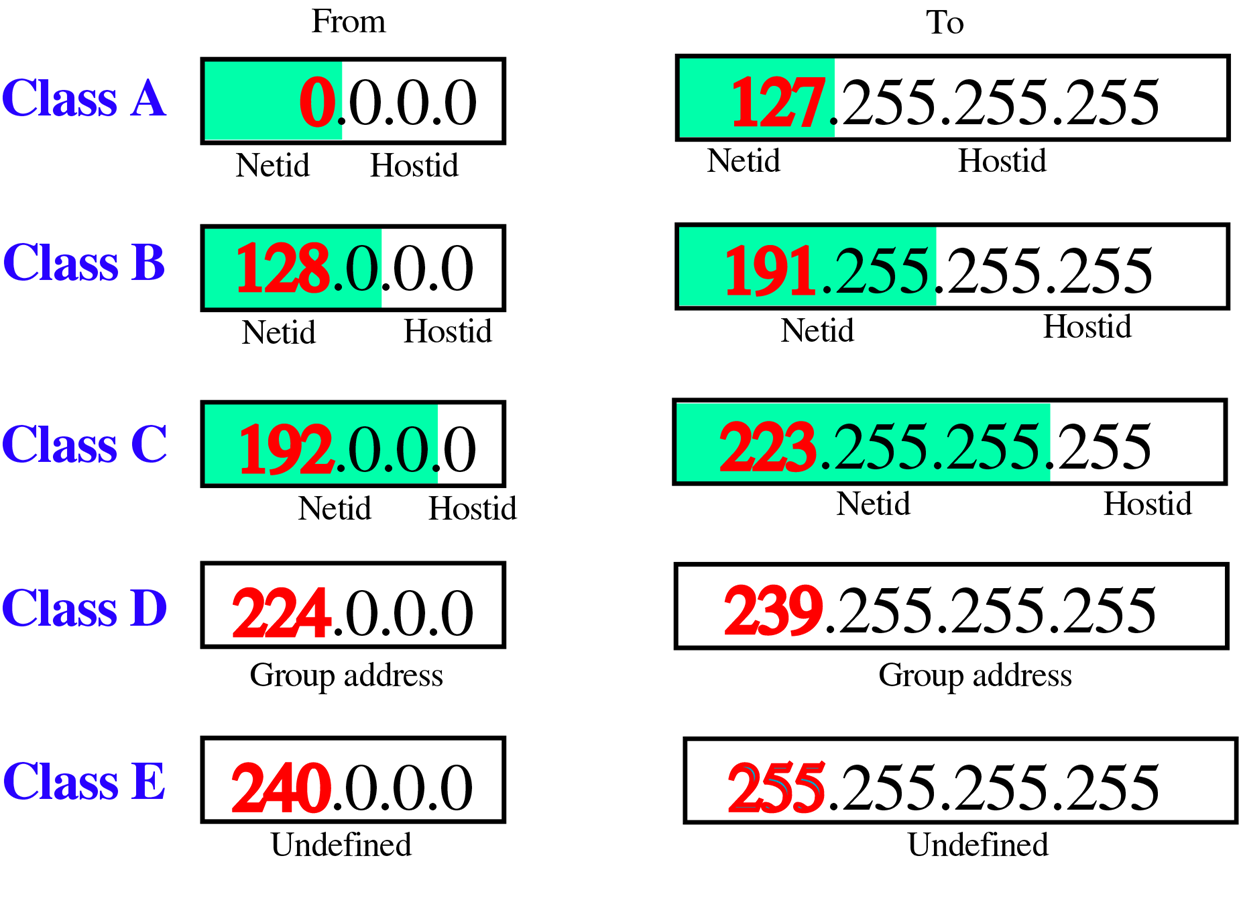 From To
Class A 0.0.0.0 127.255.255.255
Netid Hostid Netid Hostid
Class B 128.0.0.0 191.255.255.255
Netid Hostid Netid Hostid
Class C 192.0.0.0 223.255.255.255
Netid Hostid Netid Hostid
Class D 224.0.0.0 239.255.255.255
Group address Group address
Class E 240.0.0.0 255.255.255.255
Undefined Undefined